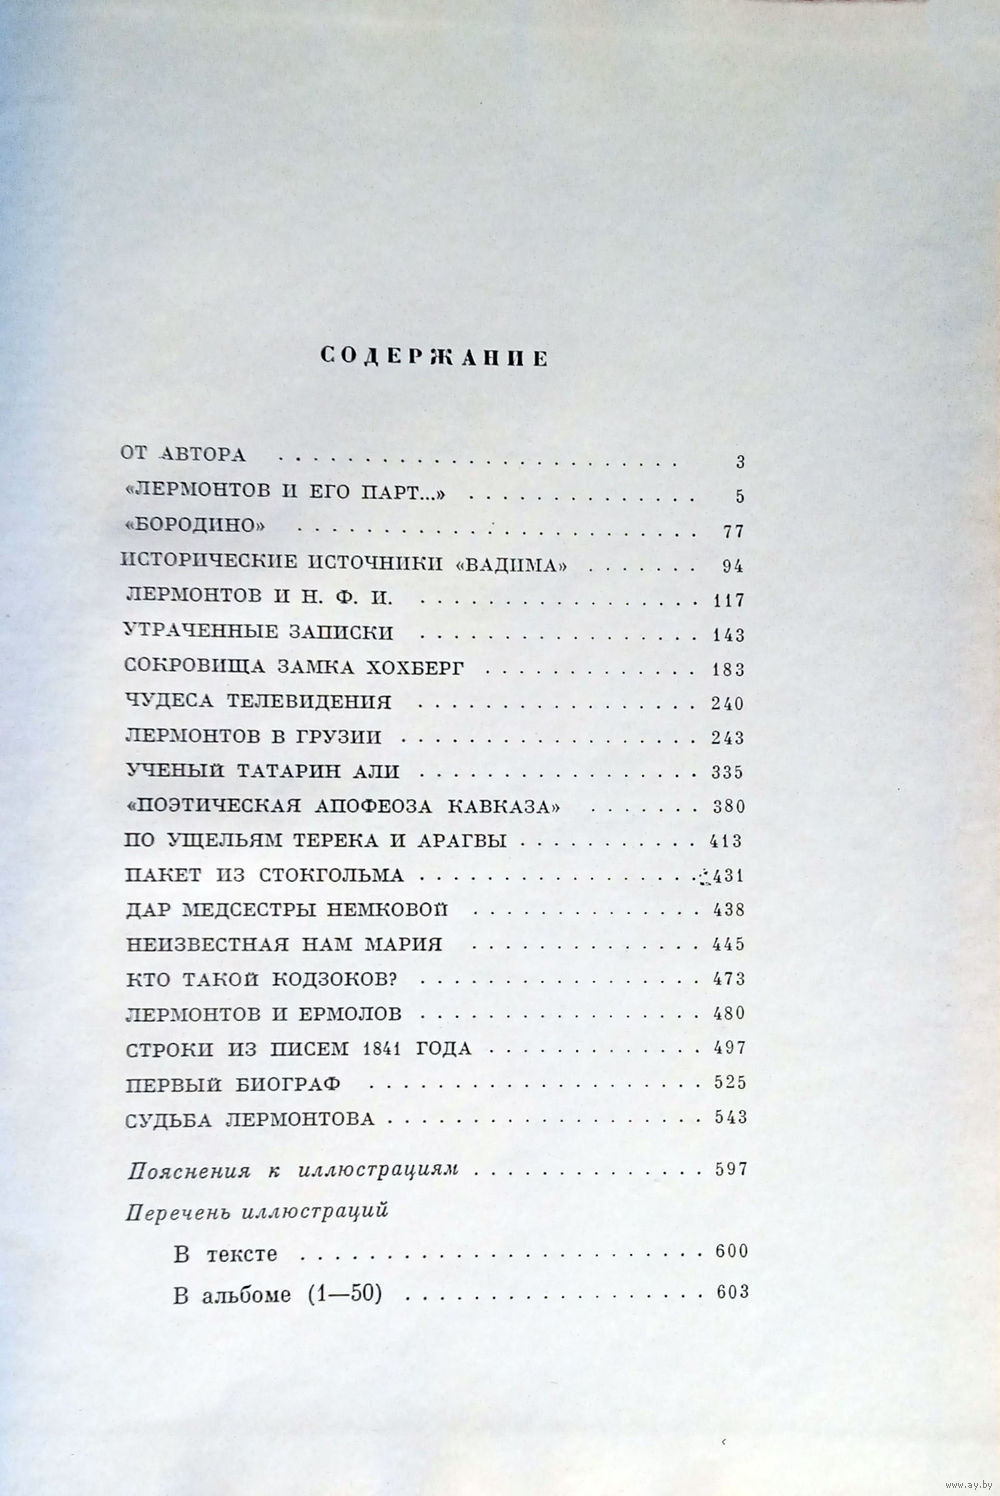 СОДЕРЖАНИЕ
ОТ АВТОРА . . . . . . . . . . . . . . . . . . . . . . . . 3
«ЛЕРМОНТОВ И ЕГО ПАРТ...» . . . . . . . . . . . . . . 5
«БОРОДИНО» . . . . . . . . . . . . . . . . . . . . . . . . 77
ИСТОРИЧЕСКИЕ ИСТОЧНИКИ «ВАДИМА» . . . . . . . 94
ЛЕРМОНТОВ И Н. Ф. И. . . . . . . . . . . . . . . . . . 117
УТРАЧЕННЫЕ ЗАПИСКИ . . . . . . . . . . . . . . . . . 143
СОКРОВИЩА ЗАМКА ХОХБЕРГ . . . . . . . . . . . . . 183
ЧУДЕСА ТЕЛЕВИДЕНИЯ . . . . . . . . . . . . . . . . . 240
ЛЕРМОНТОВ В ГРУЗИИ . . . . . . . . . . . . . . . . . . 243
УЧЕНЫЙ ТАТАРИН АЛИ . . . . . . . . . . . . . . . . . 335
«ПОЭТИЧЕСКАЯ АПОФЕОЗА КАВКАЗА» . . . . . . . 380
ПО УЩЕЛЬЯМ ТЕРЕКА И АРАГВЫ . . . . . . . . . . . 413
ПАКЕТ ИЗ СТОКГОЛЬМА . . . . . . . . . . . . . . . . . 431
ДАР МЕДСЕСТРЫ НЕМКОВОЙ . . . . . . . . . . . . . . 438
НЕИЗВЕСТНАЯ НАМ МАРИЯ . . . . . . . . . . . . . . 445
КТО ТАКОЙ КОДЗОКОВ? . . . . . . . . . . . . . . . . . 473
ЛЕРМОНТОВ И ЕРМОЛОВ . . . . . . . . . . . . . . . . . 480
СТРОКИ ИЗ ПИСЕМ 1841 ГОДА . . . . . . . . . . . . . 497
ПЕРВЫЙ БИОГРАФ . . . . . . . . . . . . . . . . . . . . 525
СУДЬБА ЛЕРМОНТОВА . . . . . . . . . . . . . . . . . . . 543
Пояснения к иллюстрациям . . . . . . . . . . . . . . 597
Перечень иллюстраций
В тексте . . . . . . . . . . . . . . . . . . . . . . . . 600
В альбоме (1—50) . . . . . . . . . . . . . . . . . . 603
www.ay.by